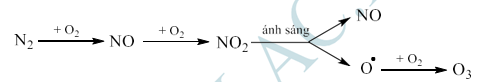 N₂ + O₂ NO + O₂ NO₂ ánh sáng NO
O• + O₂ O₃